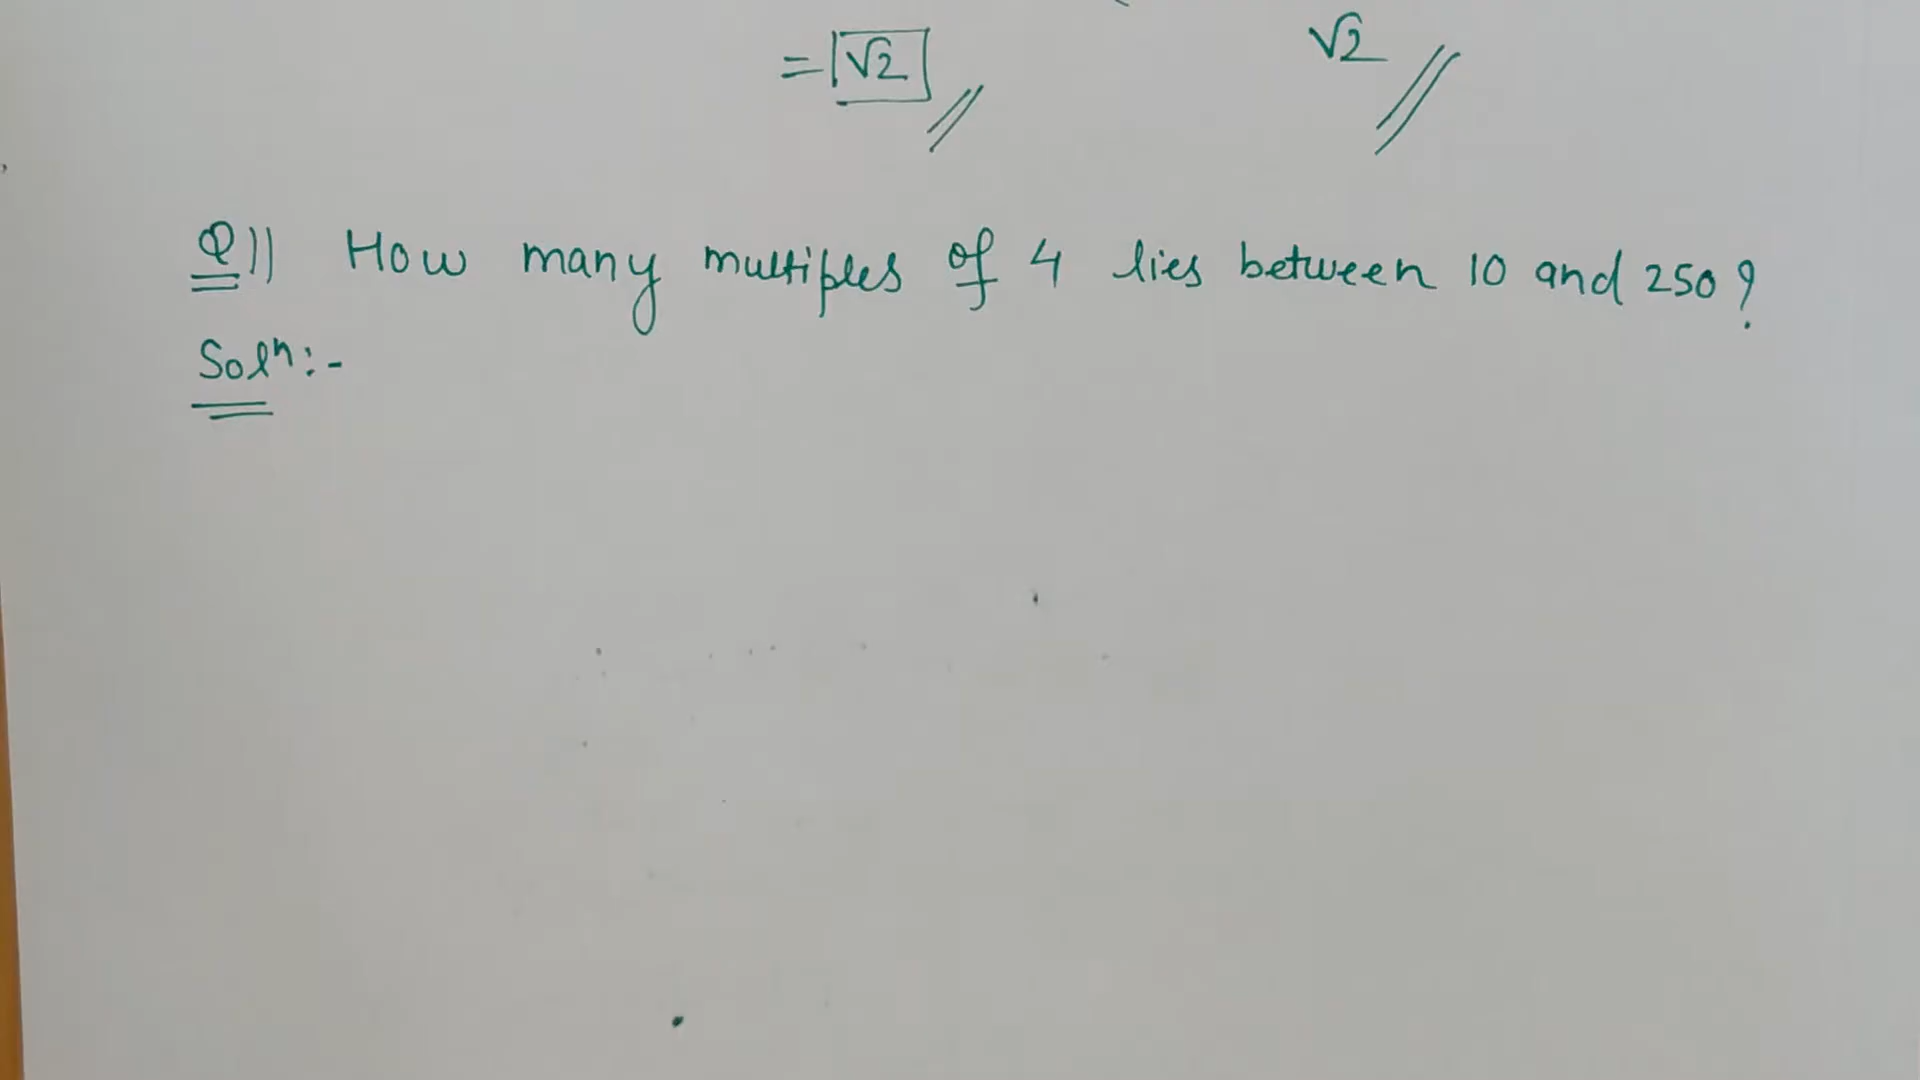 = √2 √2
Q11 How many multiples of 4 lies between 10 and 250?
Solⁿ:-